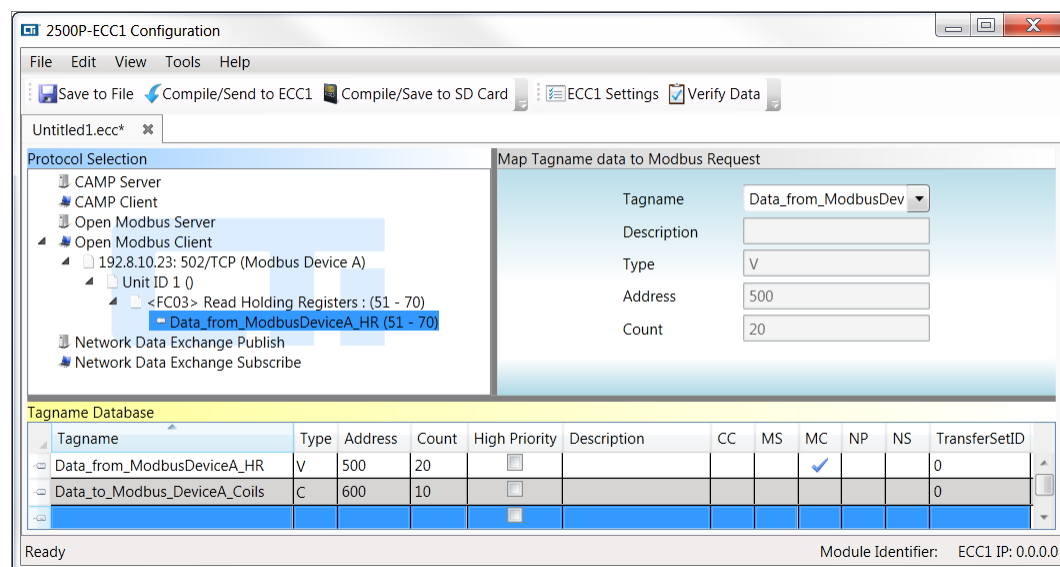 CTI 2500P-ECC1 Configuration
File Edit View Tools Help
Save to File Compile/Send to ECC1 Compile/Save to SD Card ECC1 Settings Verify Data
Untitled1.ecc*
Protocol Selection
CAMP Server
CAMP Client
Open Modbus Server
Open Modbus Client
192.8.10.23: 502/TCP (Modbus Device A)
Unit ID 1 ()
<FC03> Read Holding Registers : (51 - 70)
Data_from_ModbusDeviceA_HR (51 - 70)
Network Data Exchange Publish
Network Data Exchange Subscribe
Map Tagname data to Modbus Request
Tagname Data_from_ModbusDev
Description
Type V
Address 500
Count 20
Tagname Database
Tagname Type Address Count High Priority Description CC MS MC NP NS TransferSetID
Data_from_ModbusDeviceA_HR V 500 20 0
Data_to_Modbus_DeviceA_Coils C 600 10 0
Ready Module Identifier: ECC1 IP: 0.0.0.0